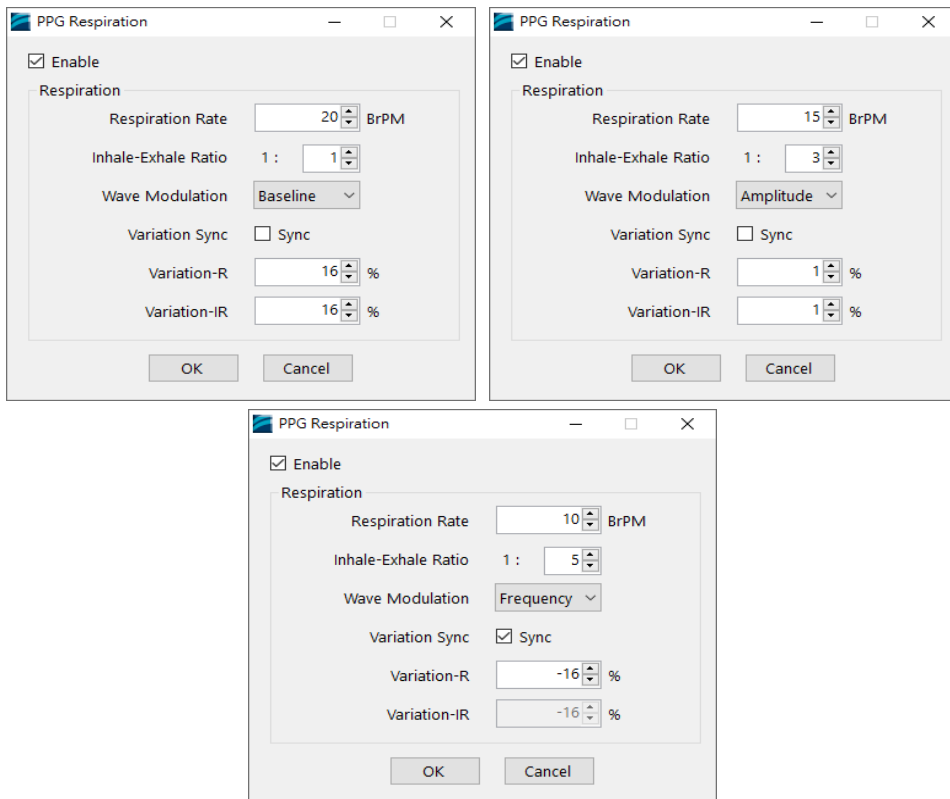 PPG Respiration
Enable
Respiration
Respiration Rate 20 BrPM
Inhale-Exhale Ratio 1 : 1
Wave Modulation Baseline
Variation Sync Sync
Variation-R 16 %
Variation-IR 16 %
OK Cancel
PPG Respiration
Enable
Respiration
Respiration Rate 15 BrPM
Inhale-Exhale Ratio 1 : 3
Wave Modulation Amplitude
Variation Sync Sync
Variation-R 1 %
Variation-IR 1 %
OK Cancel
PPG Respiration
Enable
Respiration
Respiration Rate 10 BrPM
Inhale-Exhale Ratio 1 : 5
Wave Modulation Frequency
Variation Sync Sync
Variation-R -16 %
Variation-IR -16 %
OK Cancel